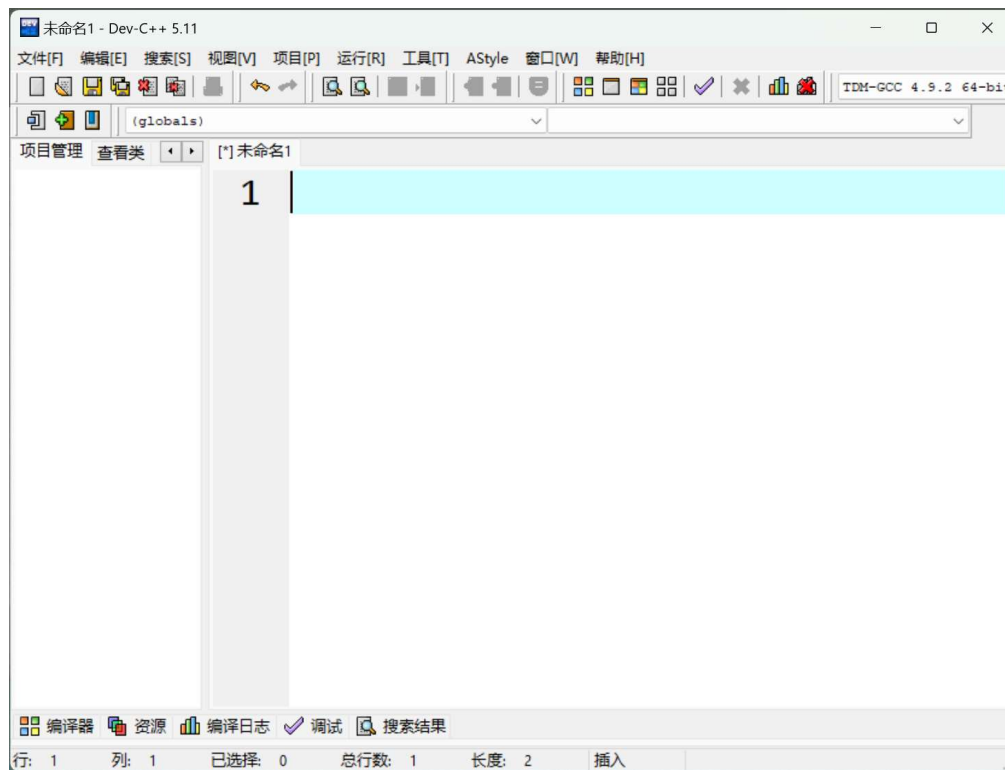 未命名1 - Dev-C++ 5.11
文件[F] 编辑[E] 搜索[S] 视图[V] 项目[P] 运行[R] 工具[T] AStyle 窗口[W] 帮助[H]
TDM-GCC 4.9.2 64-bi
(globals)
项目管理 查看类 [*] 未命名1
1
编译器 资源 编译日志 调试 搜索结果
行: 1 列: 1 已选择: 0 总行数: 1 长度: 2 插入